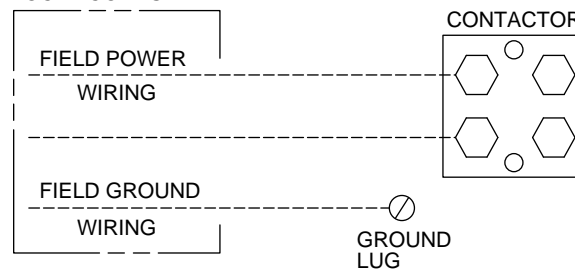 CONTACTOR
FIELD POWER
WIRING
FIELD GROUND
WIRING
GROUND
LUG